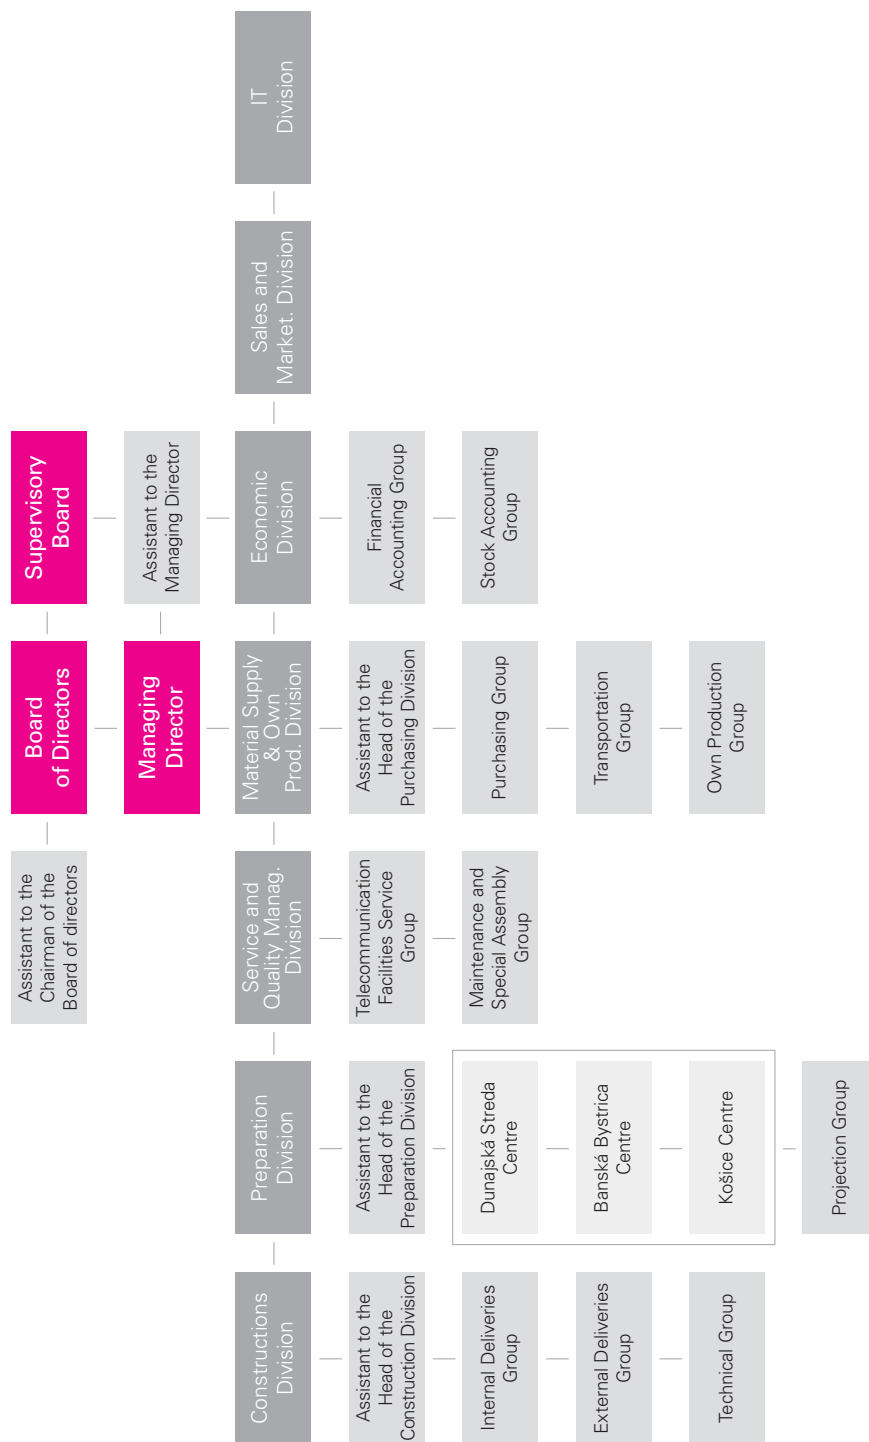 Assistant to the
Chairman of the
Board of directors
Board
of Directors
Supervisory
Board
Managing
Director
Assistant to the
Managing Director
Constructions
Division
Preparation
Division
Service and
Quality Manag.
Division
Material Supply
& Own
Prod. Division
Economic
Division
Sales and
Market. Division
IT
Division
Assistant to the
Head of the
Construction Division
Assistant to the
Head of the
Preparation Division
Telecommunication
Facilities Service
Group
Assistant to the
Head of the
Purchasing Division
Financial
Accounting Group
Internal Deliveries
Group
Dunajská Streda
Centre
Maintenance and
Special Assembly
Group
Purchasing Group
Stock Accounting
Group
External Deliveries
Group
Banská Bystrica
Centre
Transportation
Group
Technical Group
Košice Centre
Own Production
Group
Projection Group